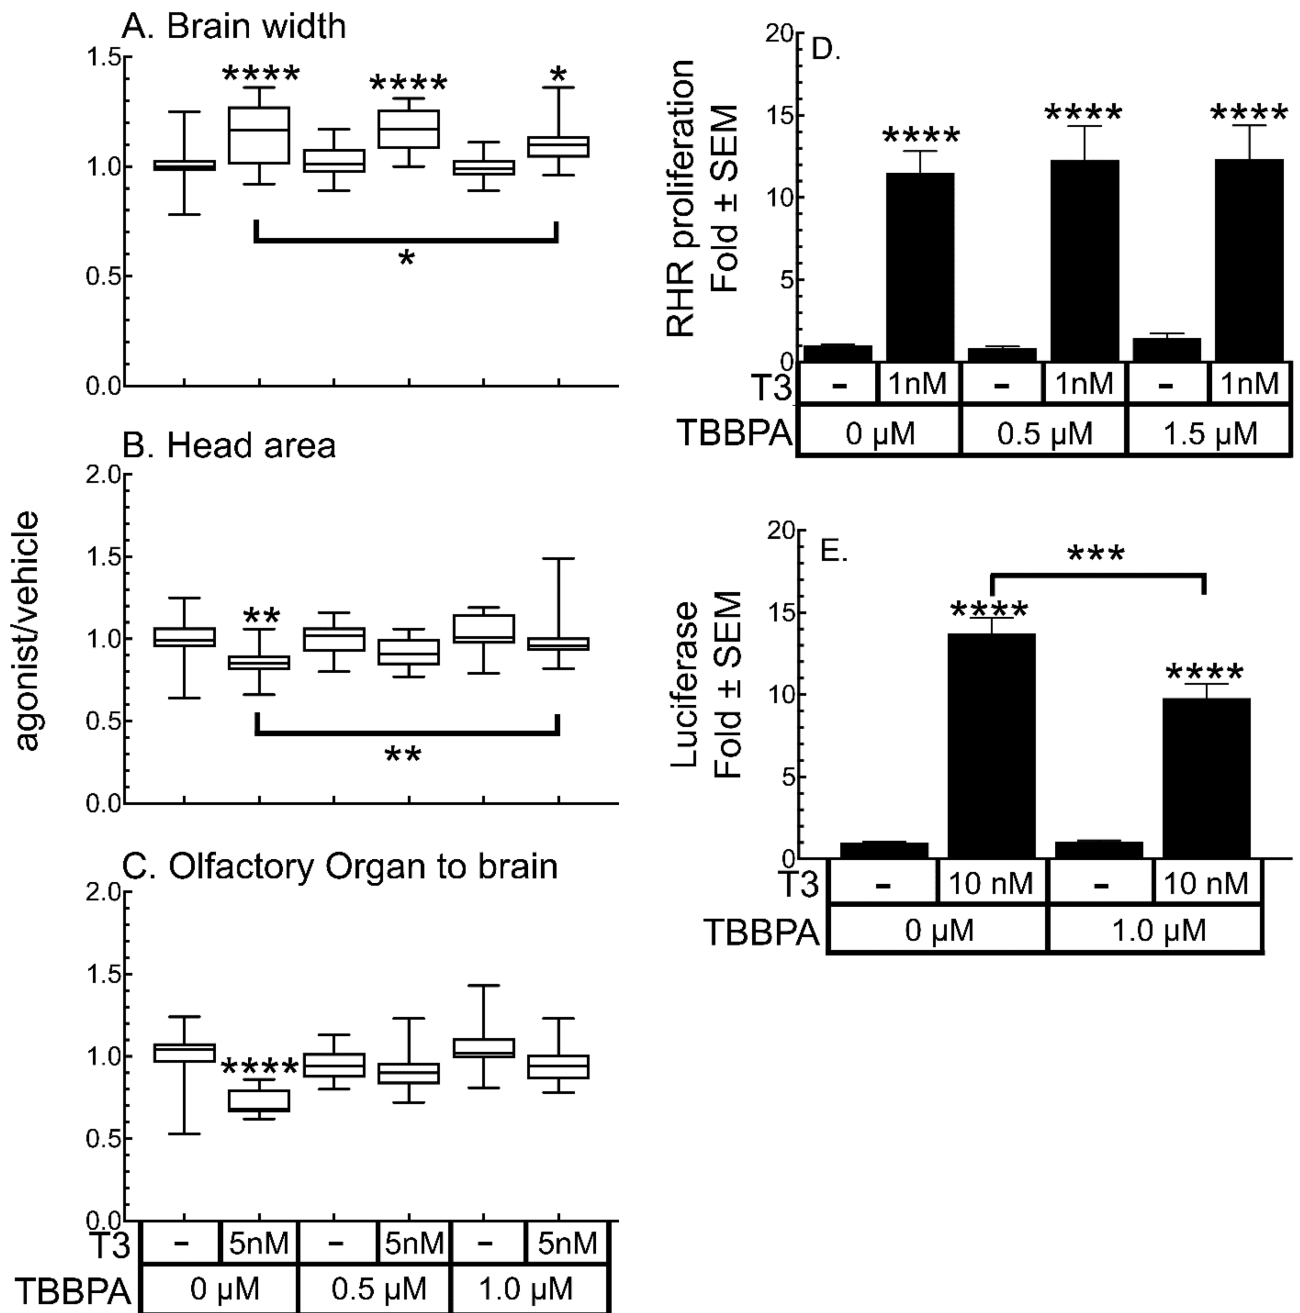 A. Brain width
1.5
****
****
*
1.0
0.5
*
0.0
B. Head area
2.0
1.5
**
1.0
0.5
**
0.0
agonist/vehicle
C. Olfactory Organ to brain
2.0
1.5
1.0
****
0.5
0.0
T3 - 5nM - 5nM - 5nM
TBBPA 0 µM 0.5 µM 1.0 µM
D.
RHR proliferation
Fold ± SEM
20
15
10
5
0
**** **** ****
T3 - 1nM - 1nM - 1nM
TBBPA 0 µM 0.5 µM 1.5 µM
E.
Luciferase
Fold ± SEM
20
15
10
5
0
***
****
****
T3 - 10 nM - 10 nM
TBBPA 0 µM 1.0 µM